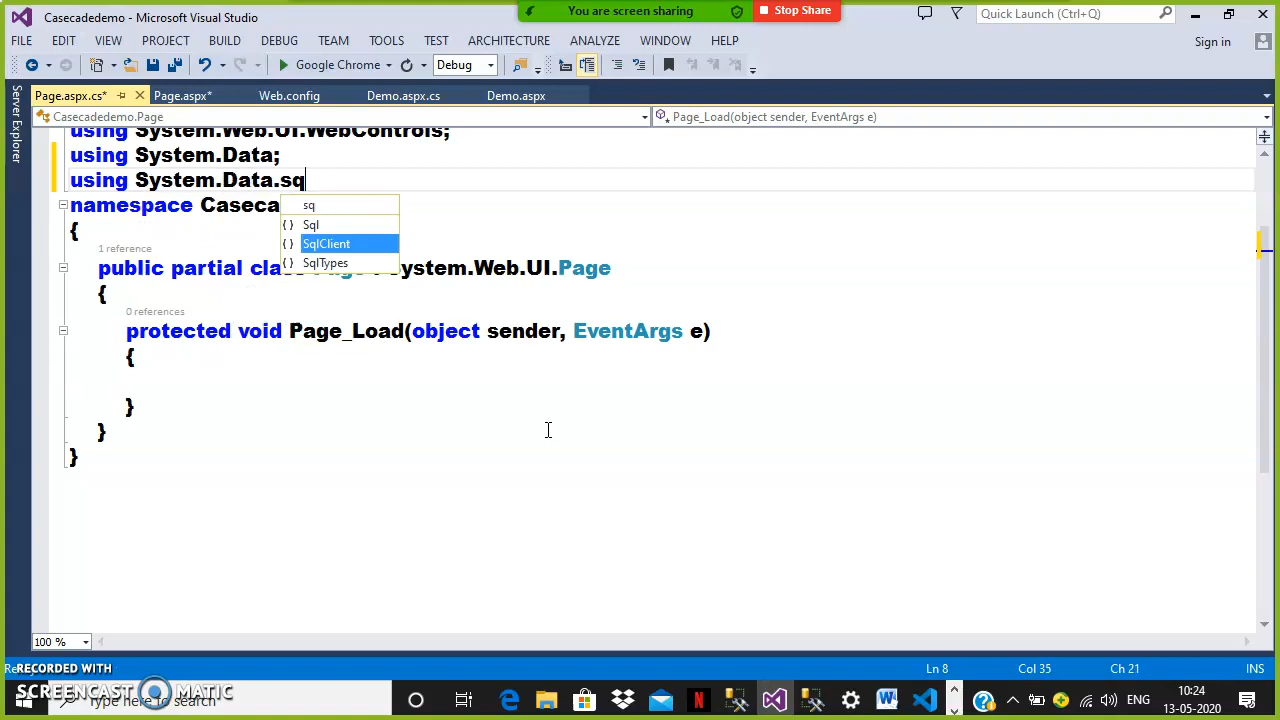 Casecadedemo - Microsoft Visual Studio
You are screen sharing
Stop Share
Quick Launch (Ctrl+Q)
FILE EDIT VIEW PROJECT BUILD DEBUG TEAM TOOLS TEST ARCHITECTURE ANALYZE WINDOW HELP
Sign in
Google Chrome Debug
Page.aspx.cs* Page.aspx* Web.config Demo.aspx.cs Demo.aspx
Server Explorer
Casecadedemo.Page
Page_Load(object sender, EventArgs e)
using System.Web.UI.WebControls;
using System.Data;
using System.Data.sq
namespace Caseca
sq
{ } Sql
{ } SqlClient
{ } SqlTypes
{
1 reference
public partial class Page : System.Web.UI.Page
{
0 references
protected void Page_Load(object sender, EventArgs e)
{
}
}
}
100 %
RECORDED WITH
SCREENCAST MATIC
Ln 8 Col 35 Ch 21 INS
Type here to search
ENG
10:24
13-05-2020